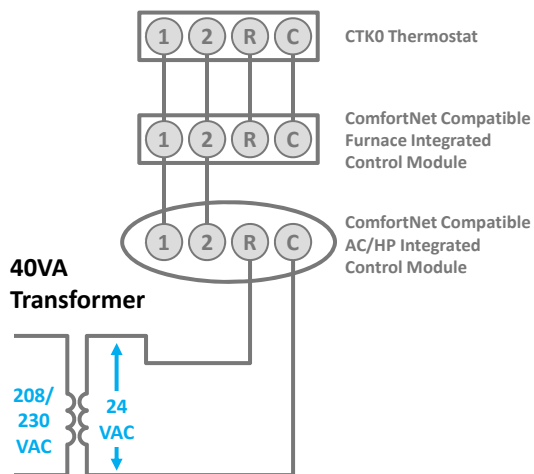 1 2 R C
CTK0 Thermostat
1 2 R C
ComfortNet Compatible
Furnace Integrated
Control Module
1 2 R C
ComfortNet Compatible
AC/HP Integrated
Control Module
40VA
Transformer
208/
230
VAC
24
VAC